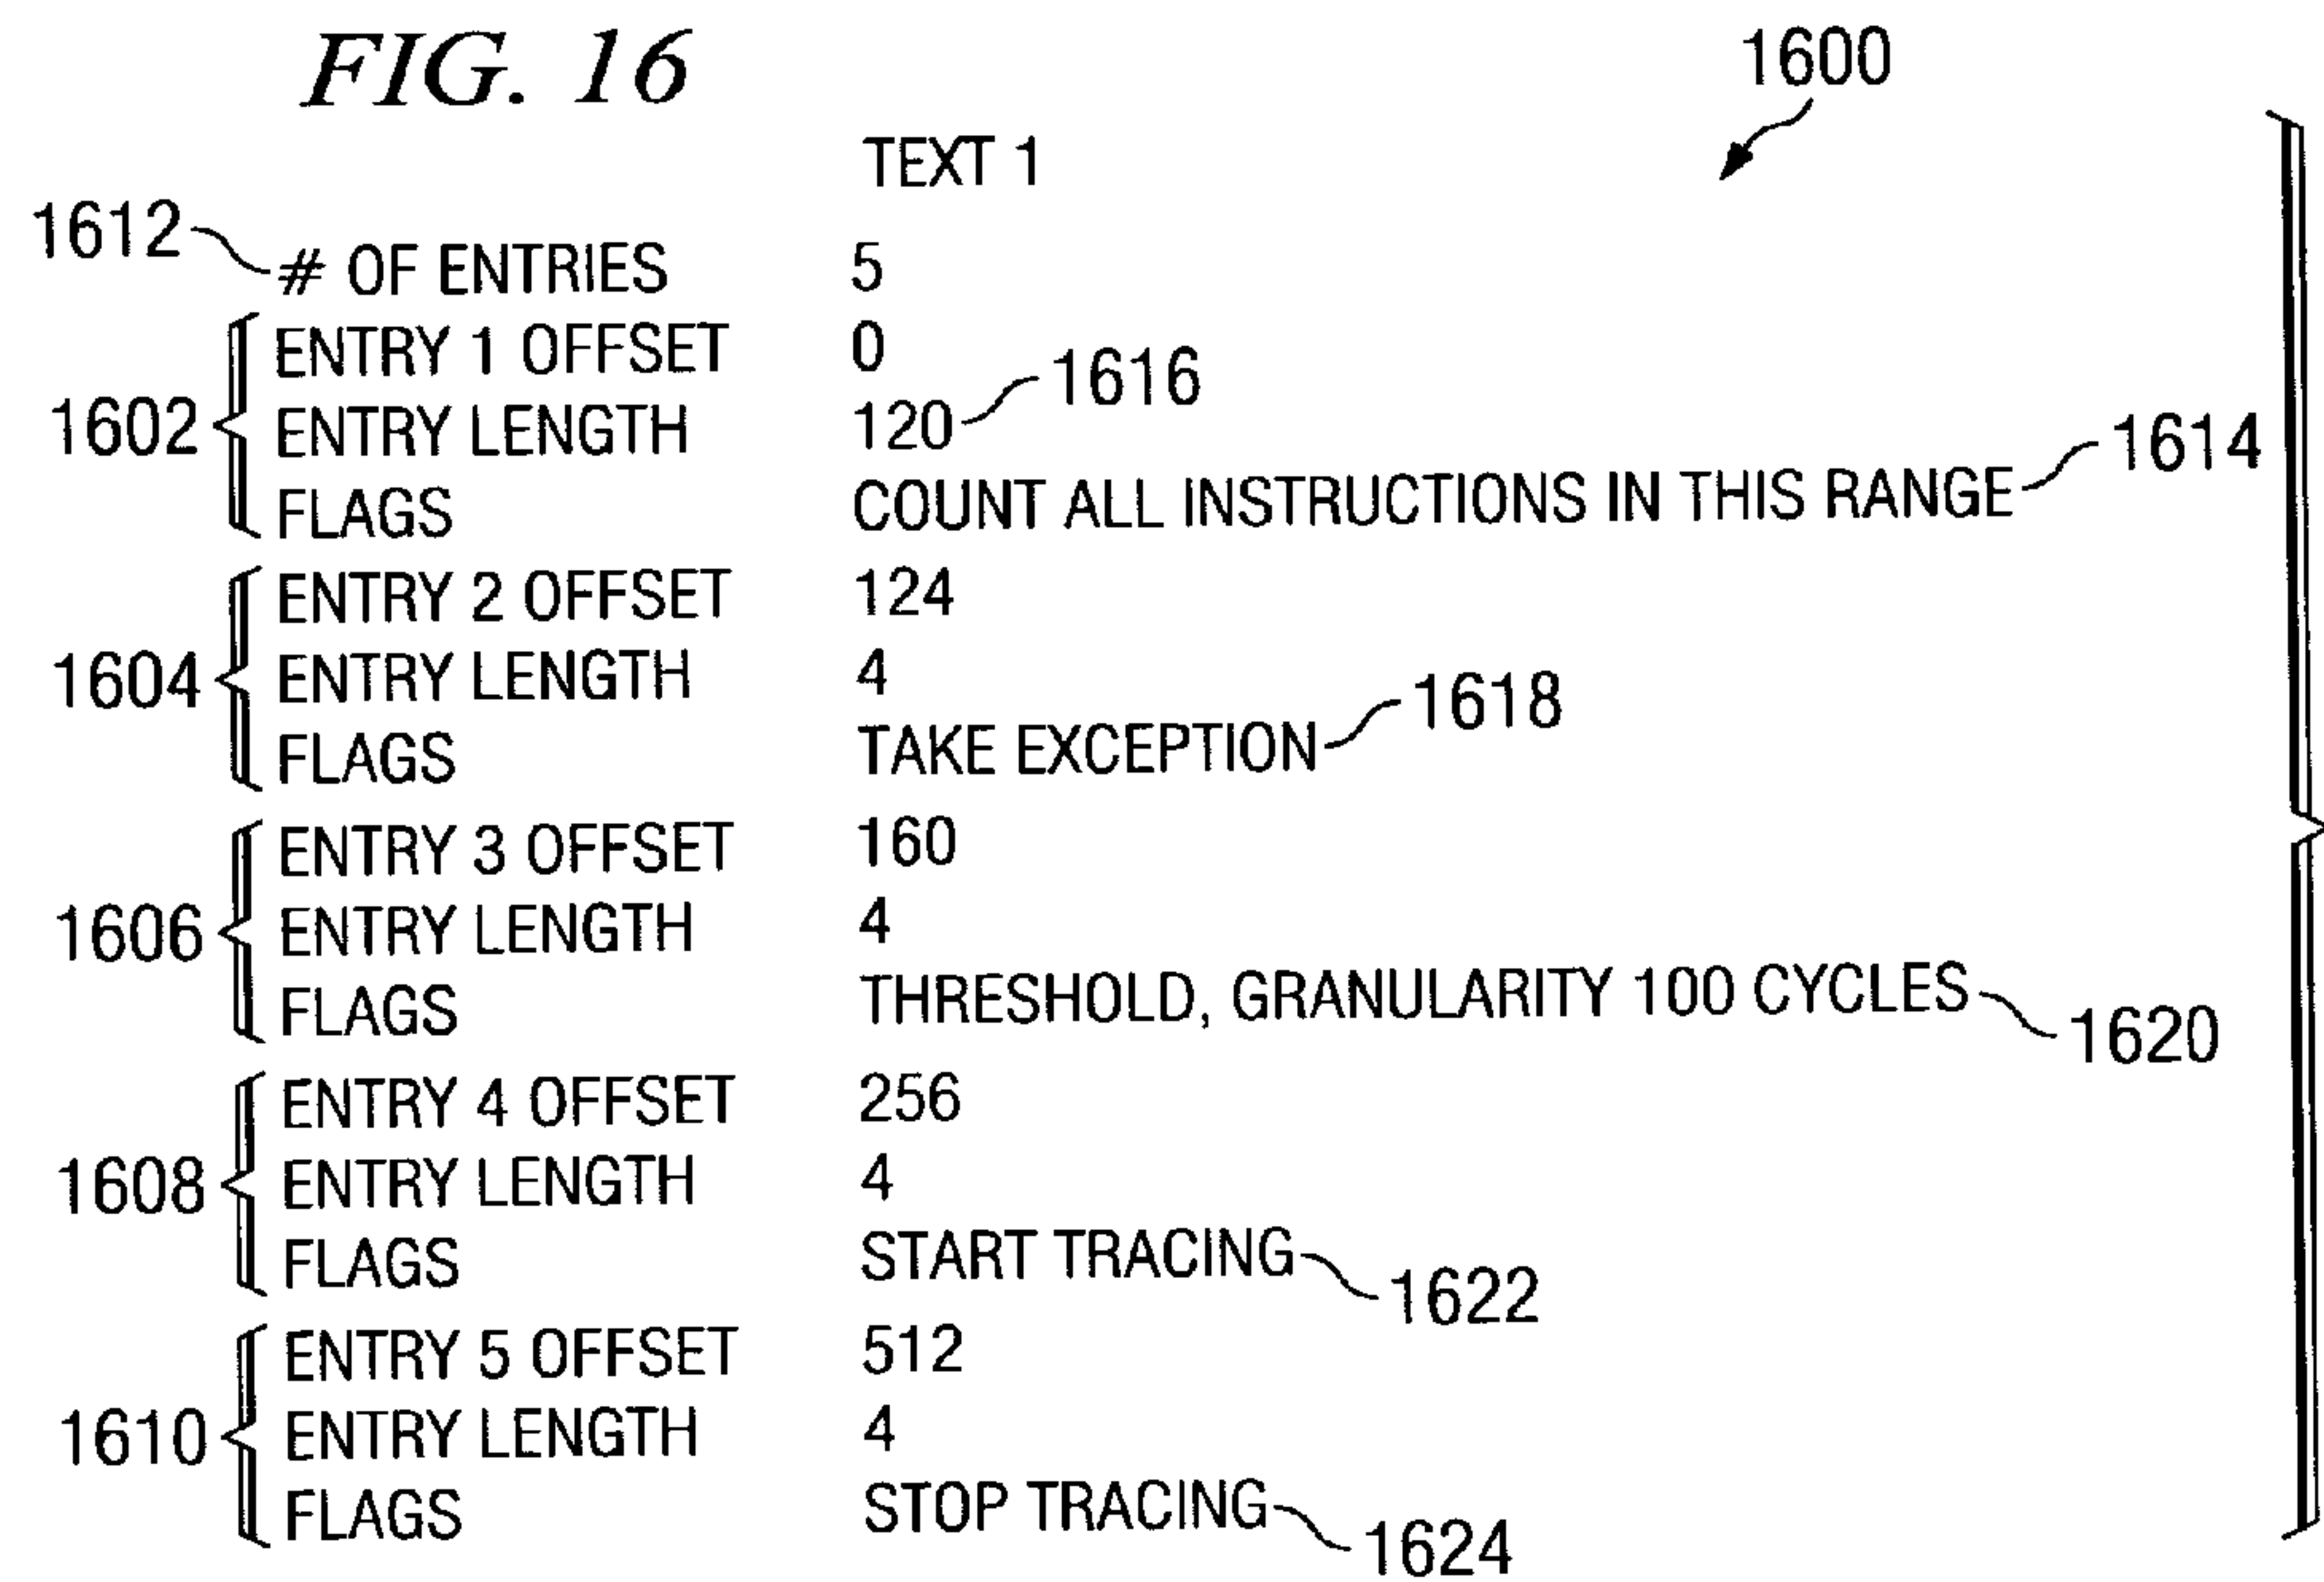 FIG. 16
1600
TEXT 1
1612 # OF ENTRIES 5
ENTRY 1 OFFSET 0
1616
1602 ENTRY LENGTH 120
1614
FLAGS COUNT ALL INSTRUCTIONS IN THIS RANGE
ENTRY 2 OFFSET 124
1604 ENTRY LENGTH 4
1618
FLAGS TAKE EXCEPTION
ENTRY 3 OFFSET 160
1606 ENTRY LENGTH 4
FLAGS THRESHOLD, GRANULARITY 100 CYCLES
1620
ENTRY 4 OFFSET 256
1608 ENTRY LENGTH 4
FLAGS START TRACING
1622
ENTRY 5 OFFSET 512
1610 ENTRY LENGTH 4
FLAGS STOP TRACING
1624